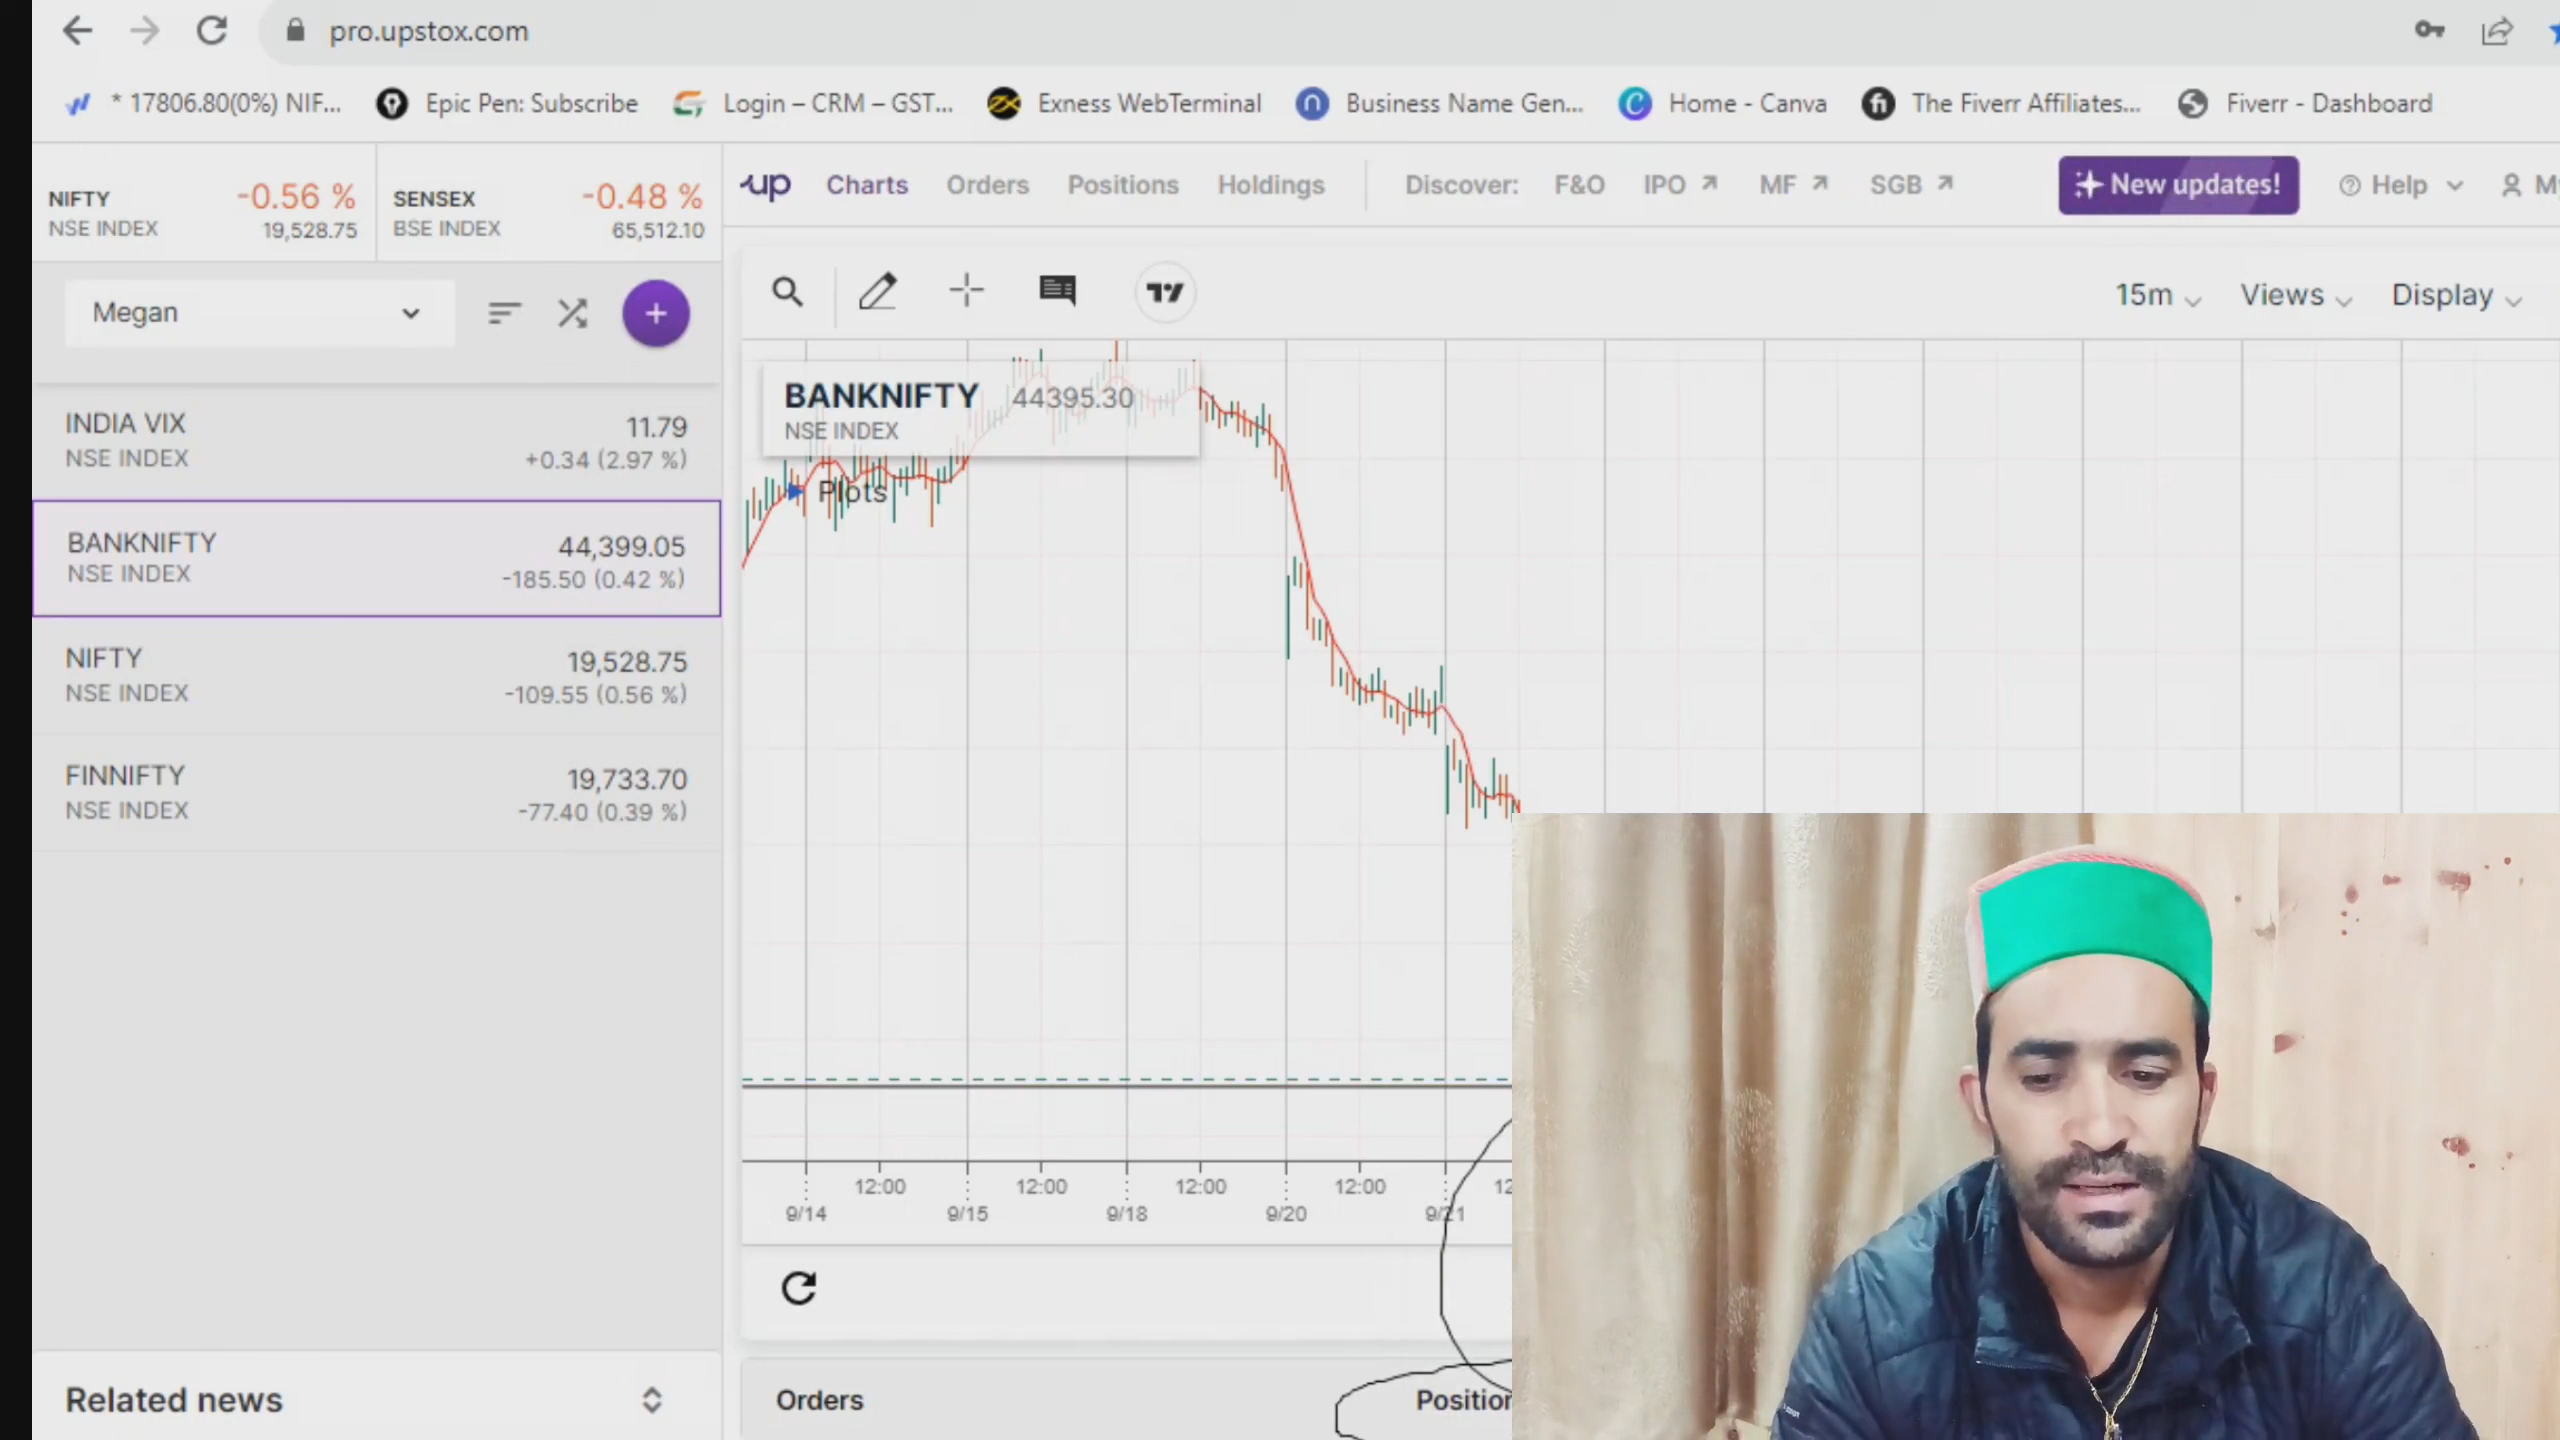 pro.upstox.com
* 17806.80(0%) NIF... Epic Pen: Subscribe Login – CRM – GST... Exness WebTerminal Business Name Gen... Home - Canva The Fiverr Affiliates... Fiverr - Dashboard
NIFTY -0.56 %
NSE INDEX 19,528.75
SENSEX -0.48 %
BSE INDEX 65,512.10
up Charts Orders Positions Holdings Discover: F&O IPO MF SGB New updates! Help
Megan
15m Views Display
INDIA VIX 11.79
NSE INDEX +0.34 (2.97 %)
BANKNIFTY 44,399.05
NSE INDEX -185.50 (0.42 %)
NIFTY 19,528.75
NSE INDEX -109.55 (0.56 %)
FINNIFTY 19,733.70
NSE INDEX -77.40 (0.39 %)
BANKNIFTY 44395.30
NSE INDEX
Plots
12:00 12:00 12:00 12:00
9/14 9/15 9/18 9/20 9/21
Related news
Orders Position